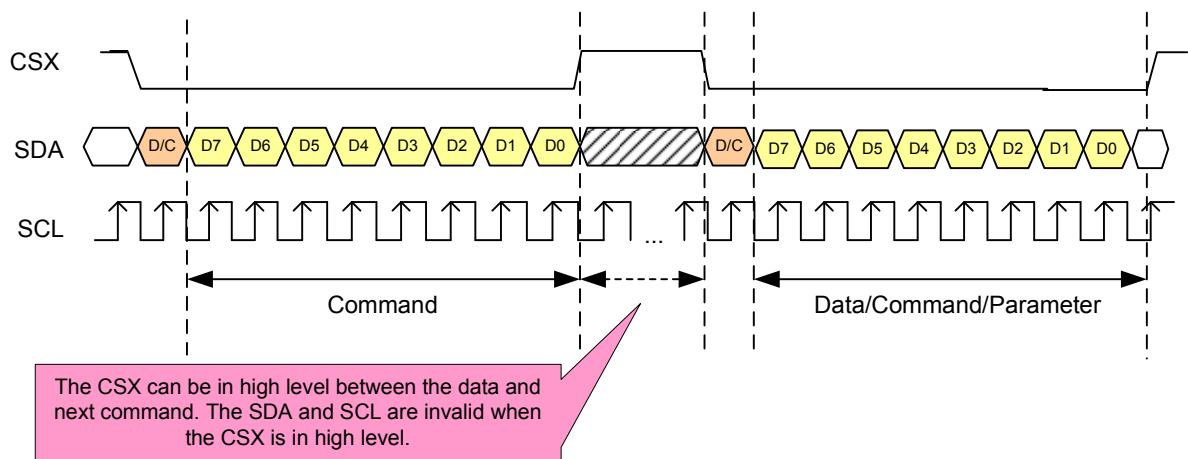 CSX
SDA
D/C D7 D6 D5 D4 D3 D2 D1 D0 D/C D7 D6 D5 D4 D3 D2 D1 D0
SCL
...
Command
Data/Command/Parameter
The CSX can be in high level between the data and
next command. The SDA and SCL are invalid when
the CSX is in high level.